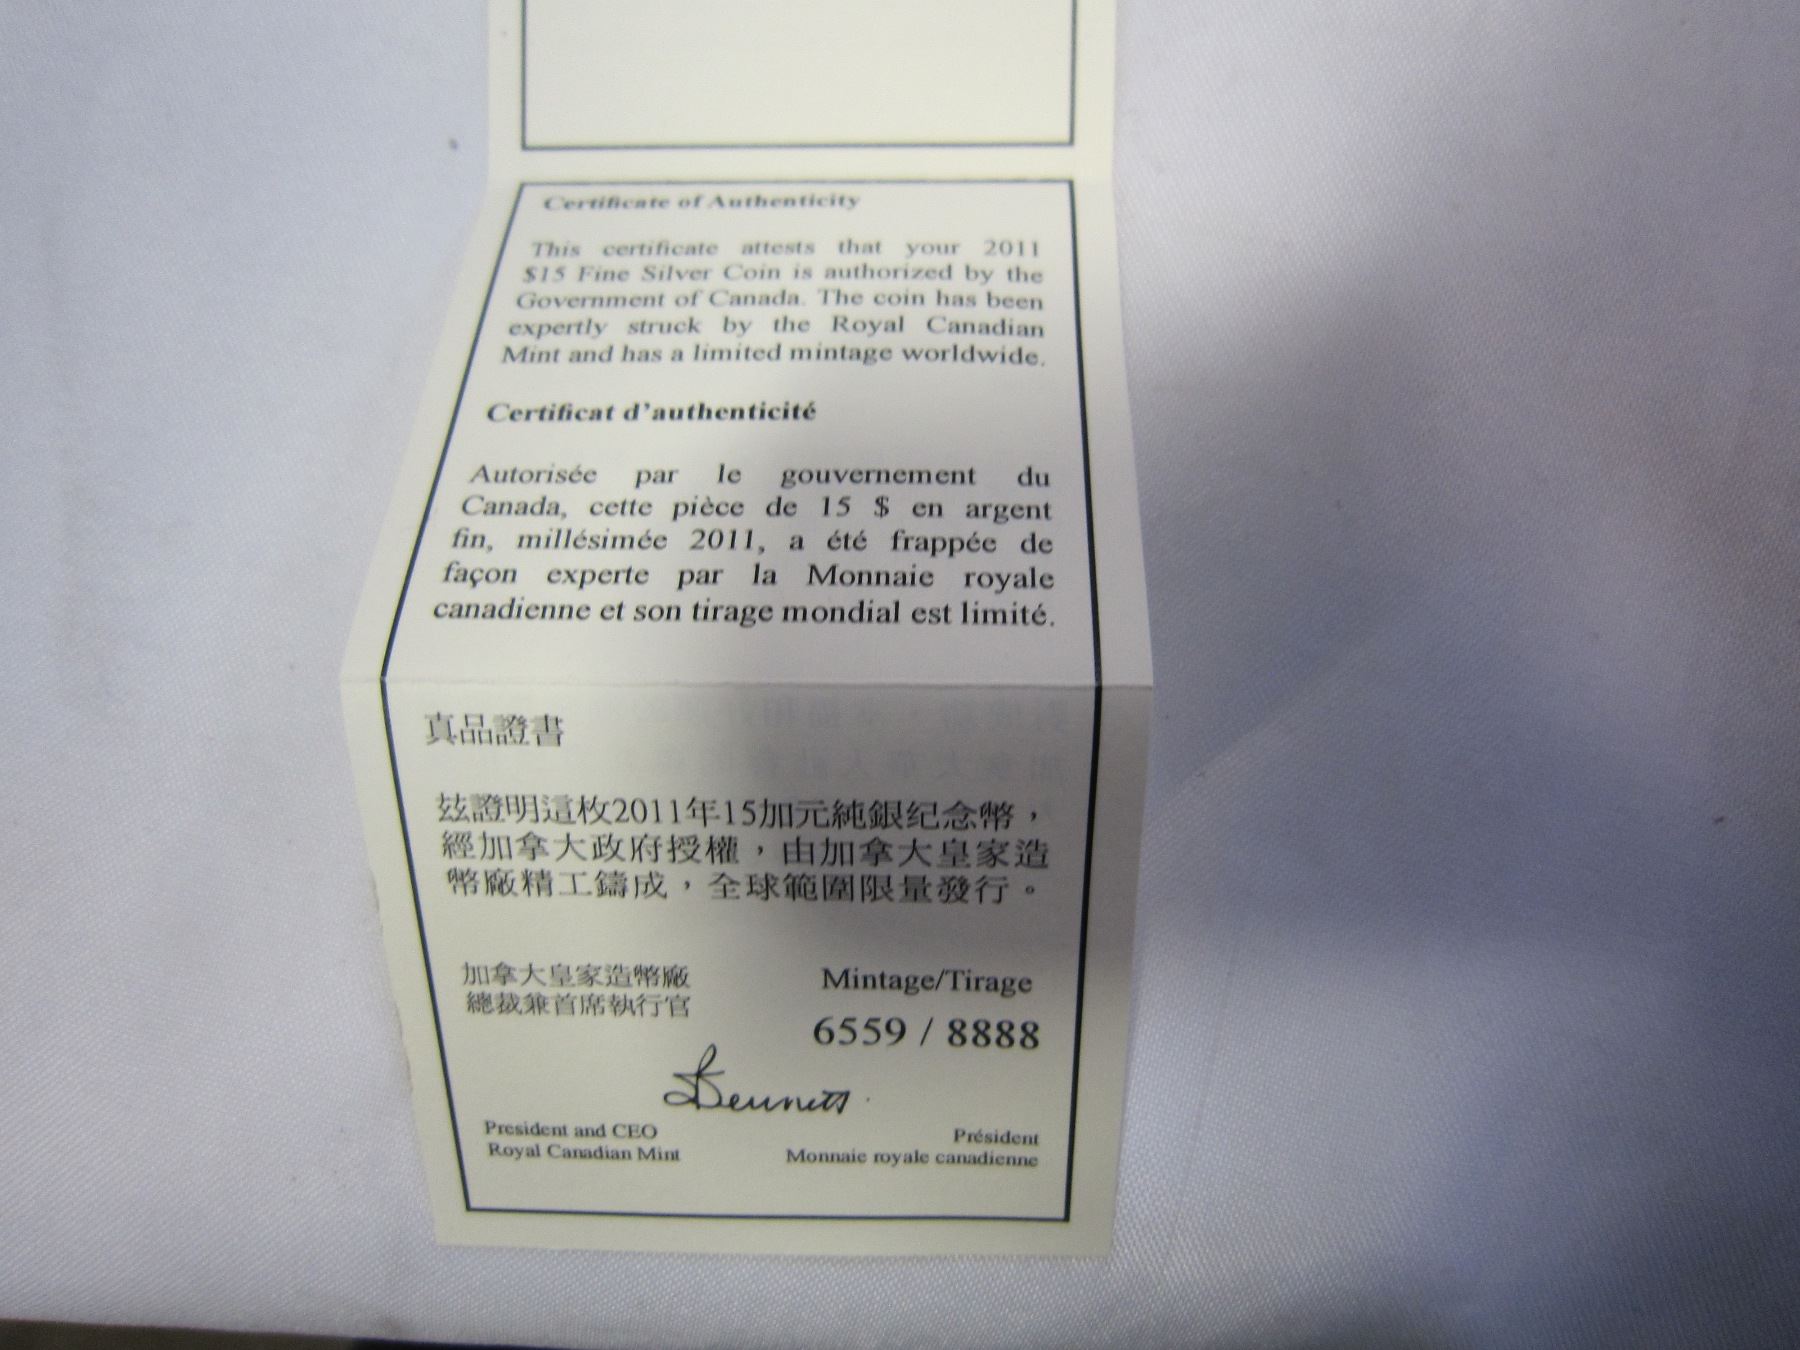 Certificate of Authenticity
This certificate attests that your 2011
$15 Fine Silver Coin is authorized by the
Government of Canada. The coin has been
expertly struck by the Royal Canadian
Mint and has a limited mintage worldwide.
Certificat d'authenticité
Autorisée par le gouvernement du
Canada, cette pièce de 15 $ en argent
fin, millésimée 2011, a été frappée de
façon experte par la Monnaie royale
canadienne et son tirage mondial est limité.
真品證書
茲證明這枚2011年15加元純銀纪念幣，
經加拿大政府授權，由加拿大皇家造
幣廠精工鑄成，全球範圍限量發行。
加拿大皇家造幣廠
總裁兼首席執行官
Mintage/Tirage
6559 / 8888
Bennett
President and CEO
Royal Canadian Mint
Président
Monnaie royale canadienne